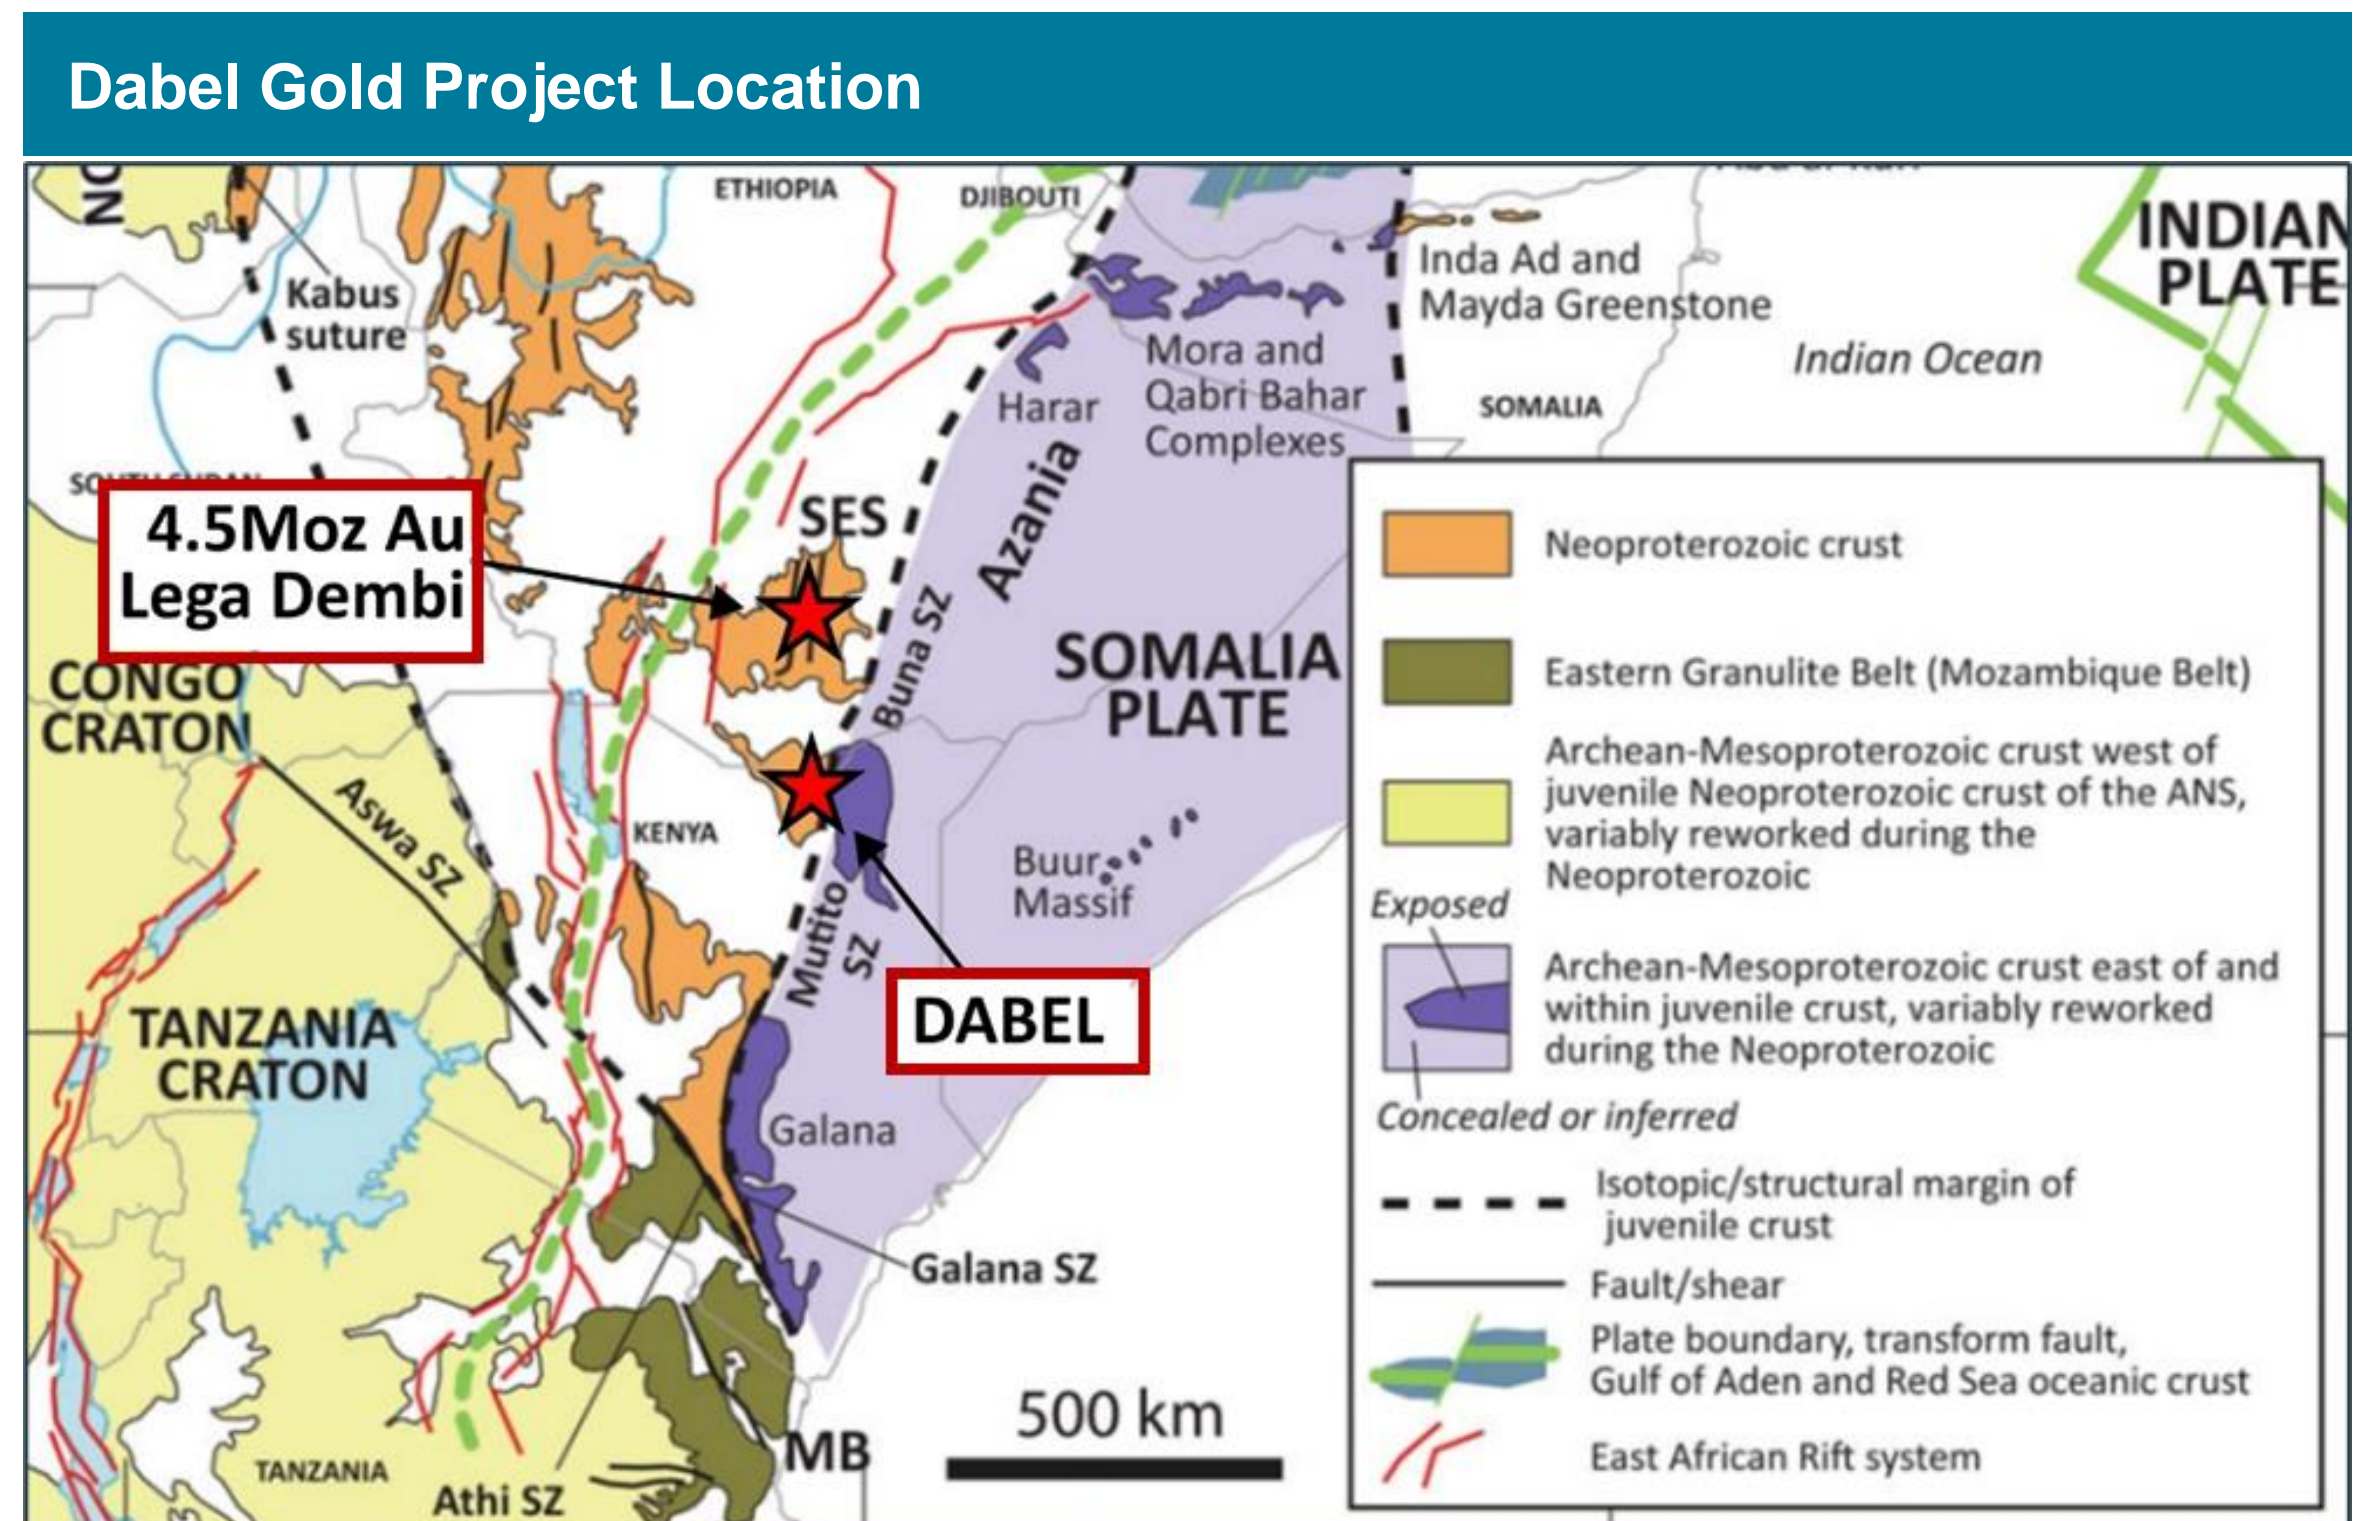 Dabel Gold Project Location
ETHIOPIA
DJIBOUTI
INDIAN
PLATE
Inda Ad and
Mayda Greenstone
Kabus
suture
Indian Ocean
Mora and
Qabri Bahar
Complexes
Harar
SOMALIA
Azania
SES
4.5Moz Au
Lega Dembi
Buna SZ
SOMALIA
PLATE
CONGO
CRATON
Aswa SZ
KENYA
Buur
Massif
Mutito
SZ
DABEL
TANZANIA
CRATON
Galana
Galana SZ
500 km
MB
TANZANIA
Athi SZ
Neoproterozoic crust
Eastern Granulite Belt (Mozambique Belt)
Archean-Mesoproterozoic crust west of
juvenile Neoproterozoic crust of the ANS,
variably reworked during the
Neoproterozoic
Exposed
Archean-Mesoproterozoic crust east of and
within juvenile crust, variably reworked
during the Neoproterozoic
Concealed or inferred
Isotopic/structural margin of
juvenile crust
Fault/shear
Plate boundary, transform fault,
Gulf of Aden and Red Sea oceanic crust
East African Rift system